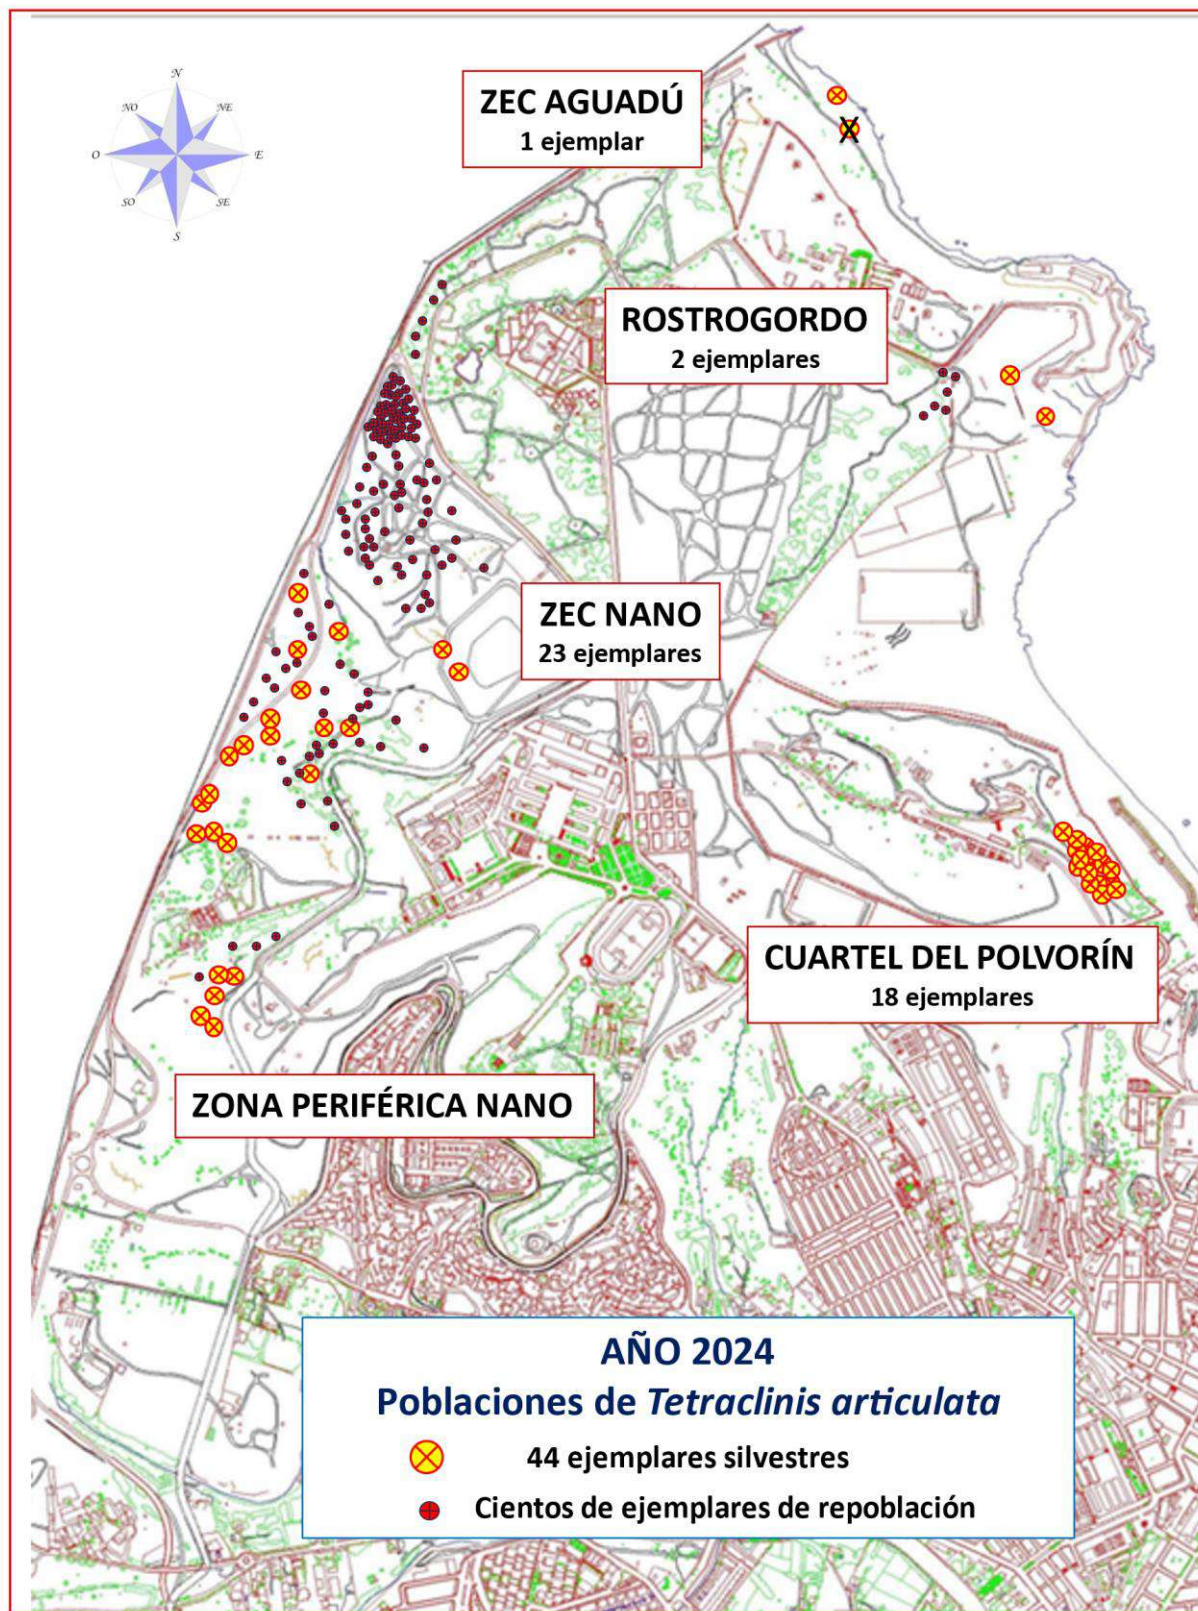 N
NO
NE
O
E
SO
SE
S
ZEC AGUADÚ
1 ejemplar
X
ROSTROGORDO
2 ejemplares
ZEC NANO
23 ejemplares
CUARTEL DEL POLVORÍN
18 ejemplares
ZONA PERIFÉRICA NANO
AÑO 2024
Poblaciones de Tetraclinis articulata
44 ejemplares silvestres
Cientos de ejemplares de repoblación